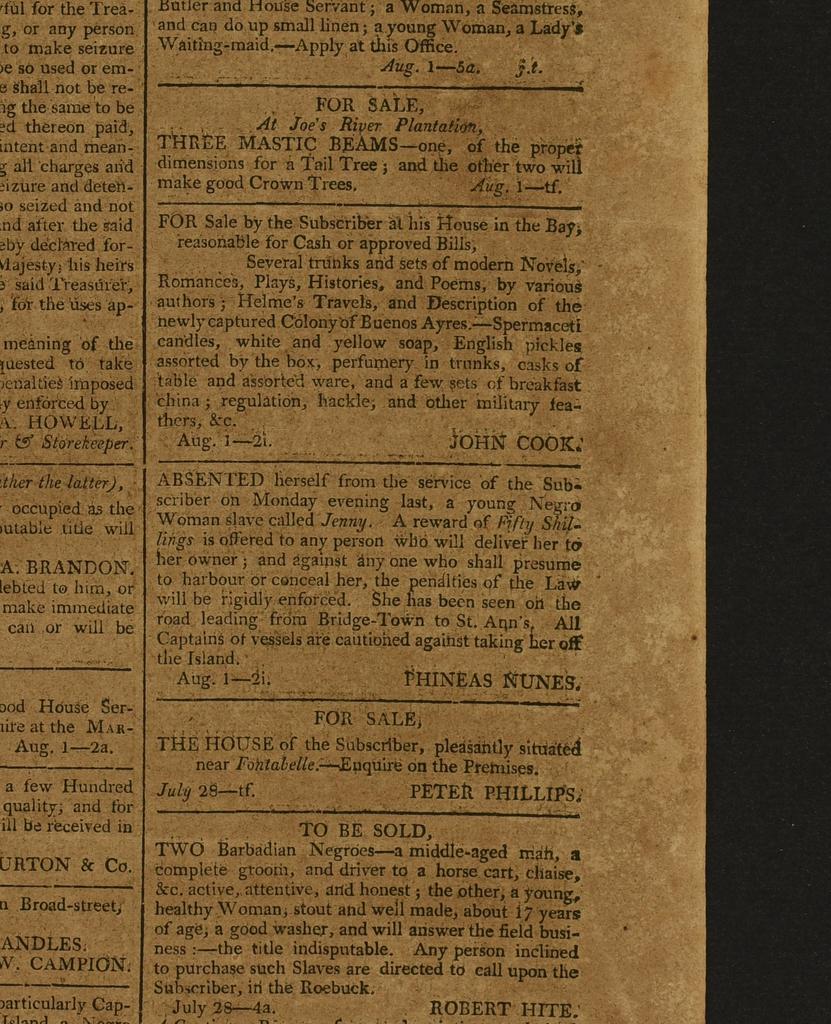 rful for the Trea-
g, or any person
to make seizure
be so used or em-
e shall not be re-
ng the same to be
ed thereon paid,
intent and mean-
g all charges and
eizure and deten-
so seized and not
nd after the said
eby declared for-
Majesty, his heirs
e said Treasurer,
, for the uses ap-
meaning of the
quested to take
penalties imposed
y enforced by
A. HOWELL,
r & Storekeeper.
ther the latter),
occupied as the
putable title will
A. BRANDON.
debted to him, or
make immediate
can or will be
ood House Ser-
uire at the MAR-
Aug. 1—2a.
a few Hundred
quality; and for
ill be received in
URTON & Co.
n Broad-street,
ANDLES.
W. CAMPION.
particularly Cap-
Island a Negro
Butler and House Servant; a Woman, a Seamstress,
and can do up small linen; a young Woman, a Lady's
Waiting-maid.—Apply at this Office.
Aug. 1—5a. f.t.
FOR SALE,
At Joe's River Plantation,
THREE MASTIC BEAMS—one, of the proper
dimensions for a Tail Tree; and the other two will
make good Crown Trees. Aug. 1—tf.
FOR Sale by the Subscriber at his House in the Bay,
reasonable for Cash or approved Bills,
Several trunks and sets of modern Novels,
Romances, Plays, Histories, and Poems, by various
authors; Helme's Travels, and Description of the
newly captured Colony of Buenos Ayres.—Spermaceti
candles, white and yellow soap, English pickles
assorted by the box, perfumery in trunks, casks of
table and assorted ware, and a few sets of breakfast
china; regulation, hackle, and other military fea-
thers, &c.
Aug. 1—2i. JOHN COOK.
ABSENTED herself from the service of the Sub-
scriber on Monday evening last, a young Negro
Woman slave called Jenny. A reward of Fifty Shil-
lings is offered to any person who will deliver her to
her owner; and against any one who shall presume
to harbour or conceal her, the penalties of the Law
will be rigidly enforced. She has been seen on the
road leading from Bridge-Town to St. Ann's. All
Captains of vessels are cautioned against taking her off
the Island.
Aug. 1—2i. PHINEAS NUNES.
FOR SALE,
THE HOUSE of the Subscriber, pleasantly situated
near Fontabelle.—Enquire on the Premises.
July 28—tf. PETER PHILLIPS.
TO BE SOLD,
TWO Barbadian Negroes—a middle-aged man, a
complete groom, and driver to a horse cart, chaise,
&c. active, attentive, and honest; the other, a young,
healthy Woman, stout and well made, about 17 years
of age, a good washer, and will answer the field busi-
ness:—the title indisputable. Any person inclined
to purchase such Slaves are directed to call upon the
Subscriber, in the Roebuck.
July 28—4a. ROBERT HITE.